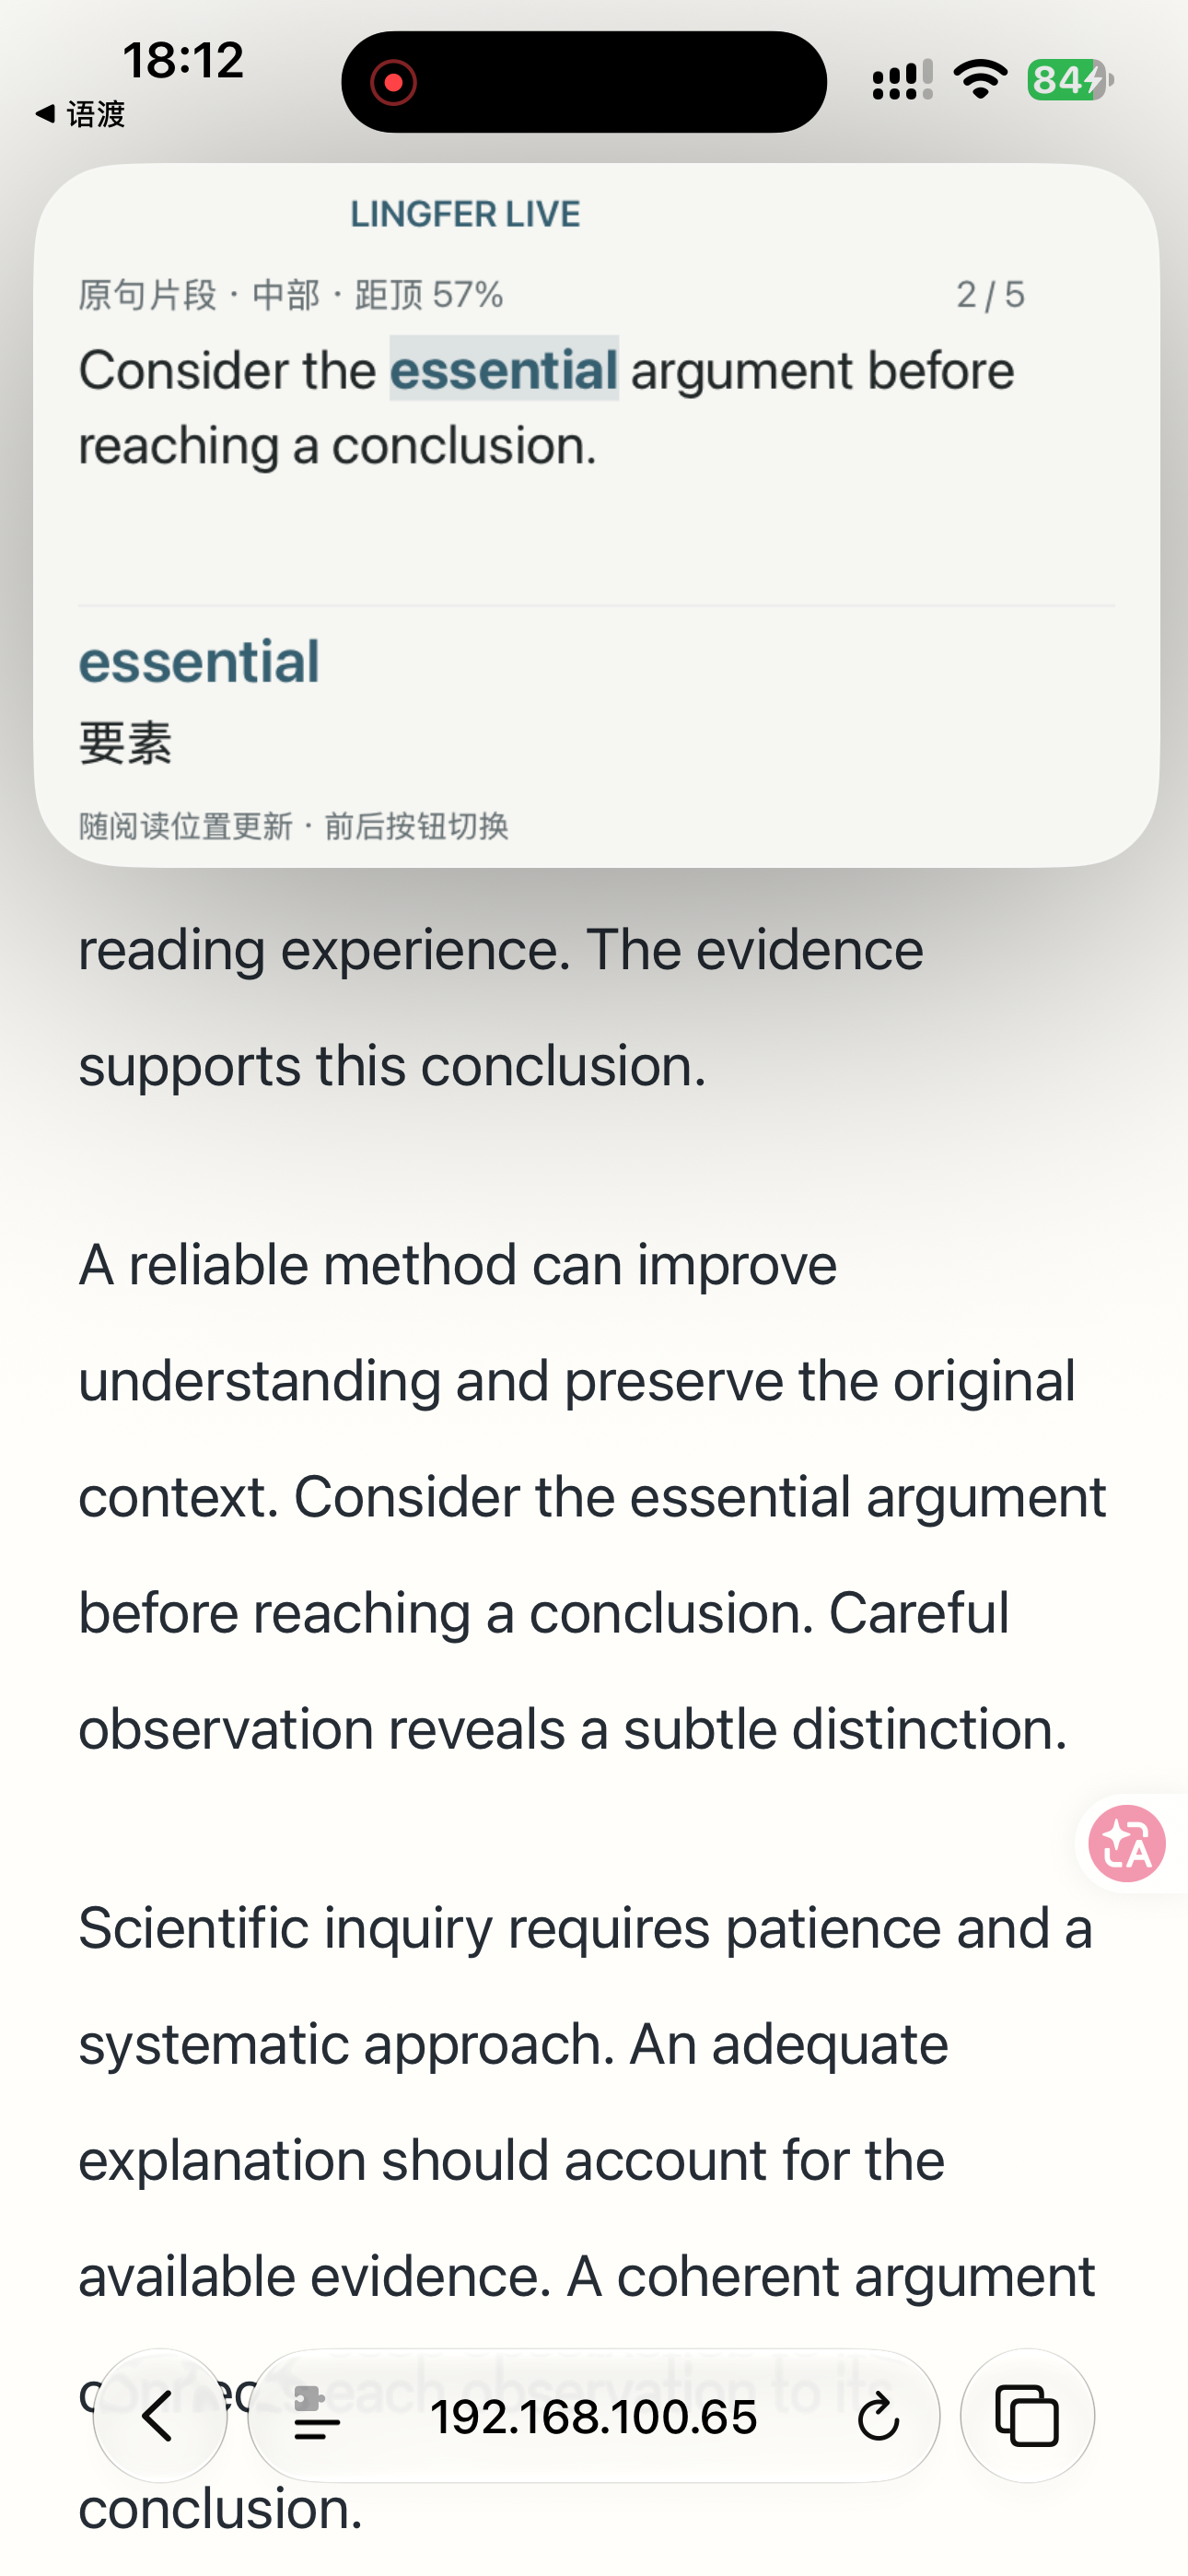 18:12
84
◀ 语渡
LINGFER LIVE
原句片段 · 中部 · 距顶 57%
2 / 5
Consider the essential argument before
reaching a conclusion.
essential
要素
随阅读位置更新 · 前后按钮切换
reading experience. The evidence
supports this conclusion.
A reliable method can improve
understanding and preserve the original
context. Consider the essential argument
before reaching a conclusion. Careful
observation reveals a subtle distinction.
Scientific inquiry requires patience and a
systematic approach. An adequate
explanation should account for the
available evidence. A coherent argument
each observation to its
192.168.100.65
conclusion.